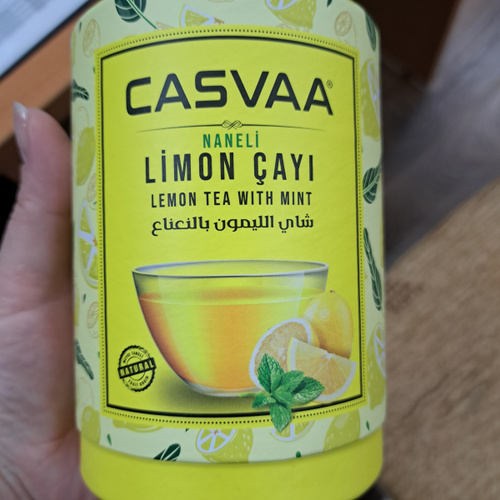 CASVAA®
NANELİ
LİMON ÇAYI
LEMON TEA WITH MINT
شاي الليمون بالنعناع
NATURAL